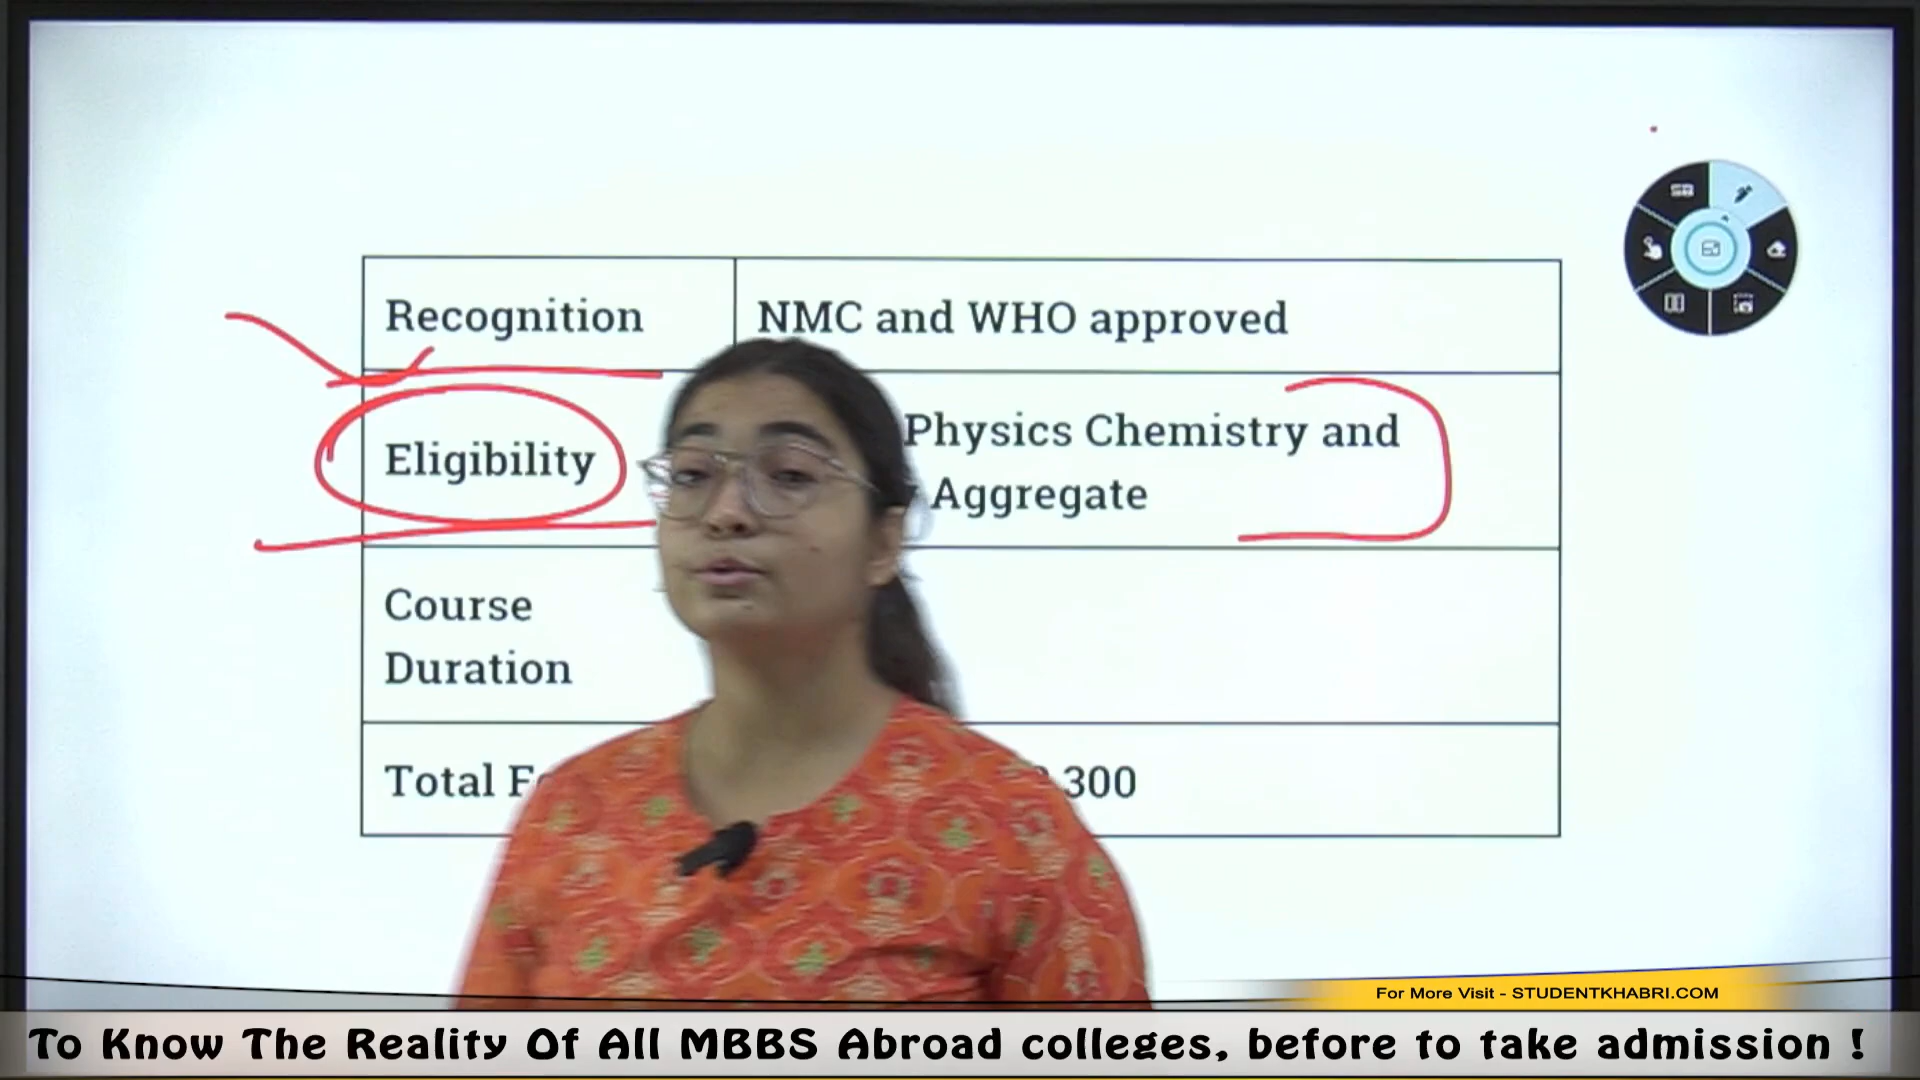 Recognition
NMC and WHO approved
Eligibility
Physics Chemistry and
Aggregate
Course
Duration
Total
300
For More Visit - STUDENTKHABRI.COM
To Know The Reality Of All MBBS Abroad colleges, before to take admission !